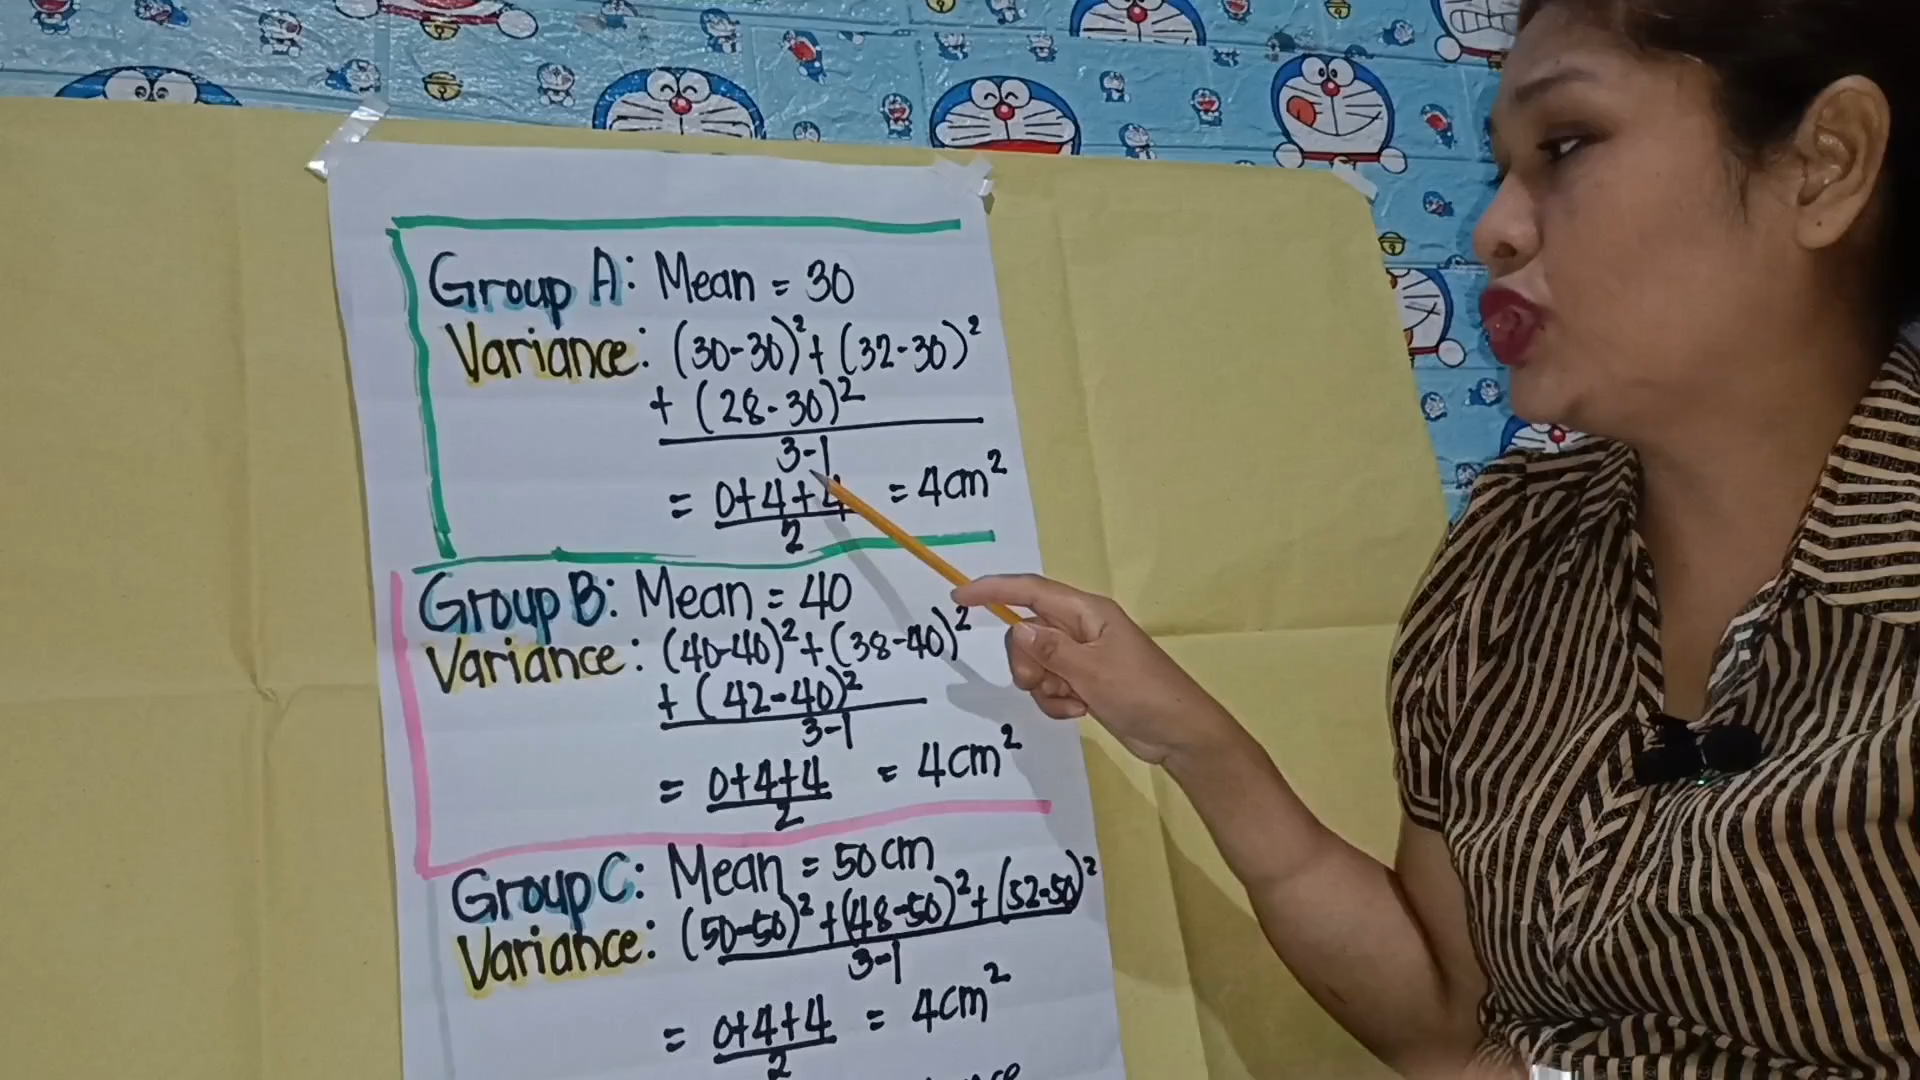 Group A: Mean = 30
Variance: (30-30)² + (32-30)²
+ (28-30)²
3-1
= 0+4+4 = 4cm²
2
Group B: Mean = 40
Variance: (40-40)² + (38-40)²
+ (42-40)²
3-1
= 0+4+4 = 4cm²
2
Group C: Mean = 50cm
Variance: (50-50)² + (48-50)² + (52-50)²
3-1
= 0+4+4 = 4cm²
2